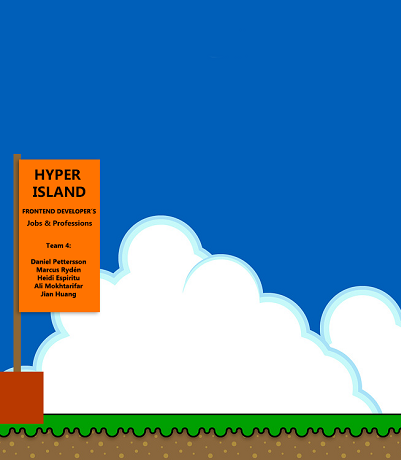 HYPER
ISLAND
FRONTEND DEVELOPER'S
Jobs & Professions
Team 4:
Daniel Pettersson
Marcus Rydén
Heidi Espiritu
Ali Mokhtarifar
Jian Huang